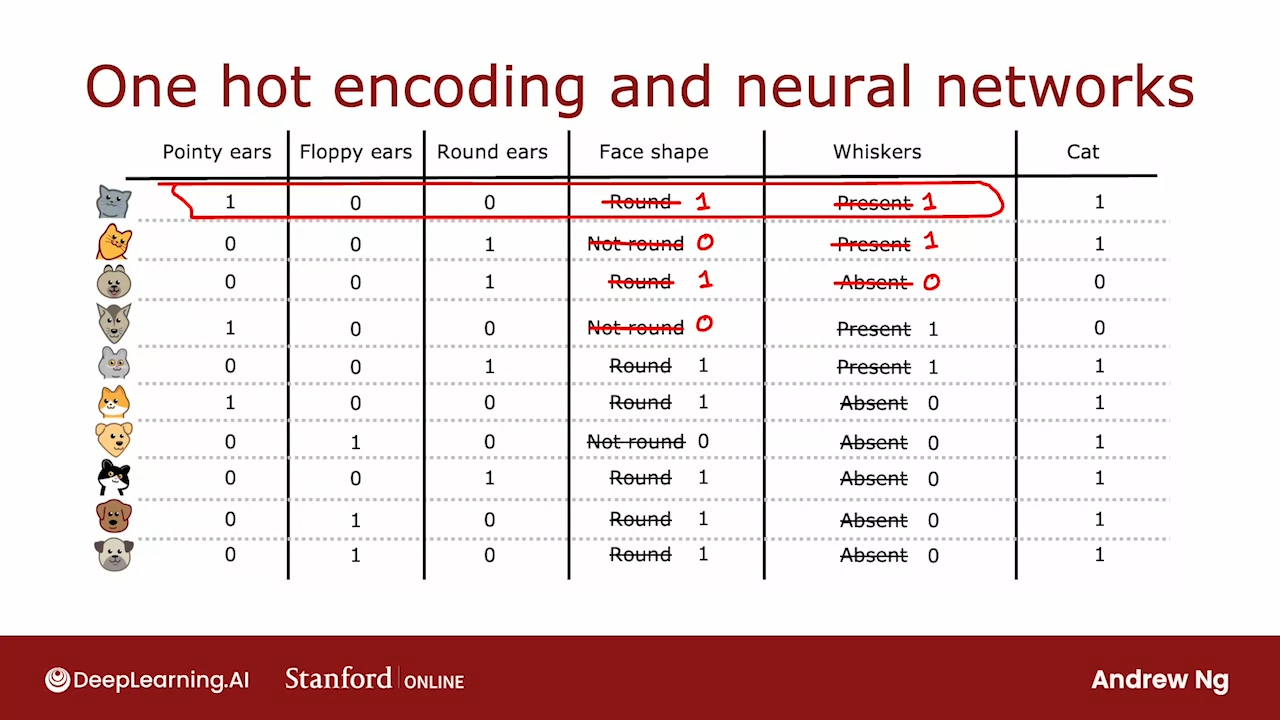 One hot encoding and neural networks
Pointy ears Floppy ears Round ears Face shape Whiskers Cat
1 0 0 Round 1 Present 1 1
0 0 1 Not round 0 Present 1 1
0 0 1 Round 1 Absent 0 0
1 0 0 Not round 0 Present 1 0
0 0 1 Round 1 Present 1 1
1 0 0 Round 1 Absent 0 1
0 1 0 Not round 0 Absent 0 1
0 0 1 Round 1 Absent 0 1
0 1 0 Round 1 Absent 0 1
0 1 0 Round 1 Absent 0 1
DeepLearning.AI Stanford ONLINE Andrew Ng